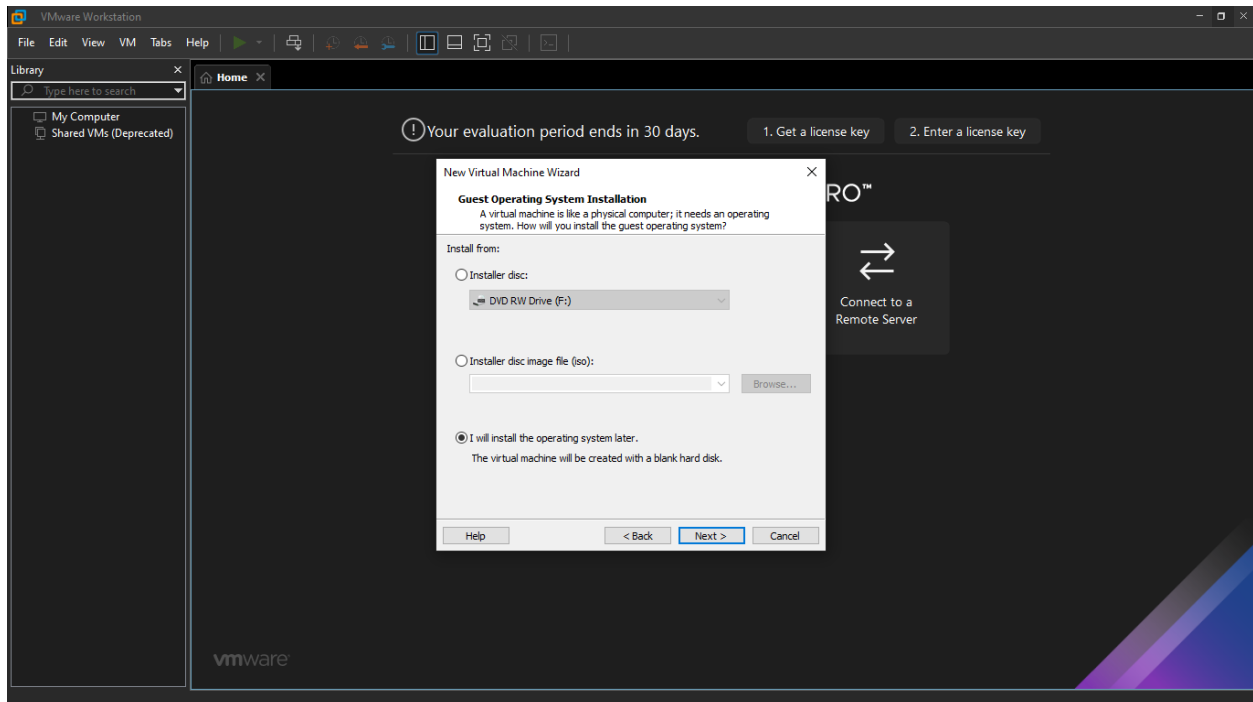 VMware Workstation
File Edit View VM Tabs Help
Library
Home
Type here to search
My Computer
Shared VMs (Deprecated)
Your evaluation period ends in 30 days.
1. Get a license key
2. Enter a license key
RO™
New Virtual Machine Wizard
Guest Operating System Installation
A virtual machine is like a physical computer; it needs an operating
system. How will you install the guest operating system?
Install from:
Installer disc:
DVD RW Drive (F:)
Installer disc image file (iso):
Browse...
I will install the operating system later.
The virtual machine will be created with a blank hard disk.
Help
< Back
Next >
Cancel
Connect to a
Remote Server
vmware